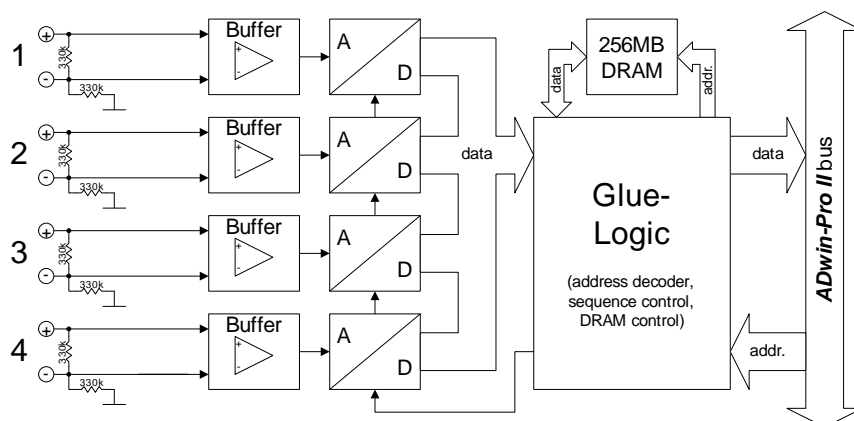 1
+
-
330k
330k
Buffer
+
-
A
D
2
+
-
330k
330k
Buffer
+
-
A
D
3
+
-
330k
330k
Buffer
+
-
A
D
4
+
-
330k
330k
Buffer
+
-
A
D
data
256MB
DRAM
data
addr.
Glue-
Logic
(address decoder,
sequence control,
DRAM control)
data
addr.
ADwin-Pro II bus